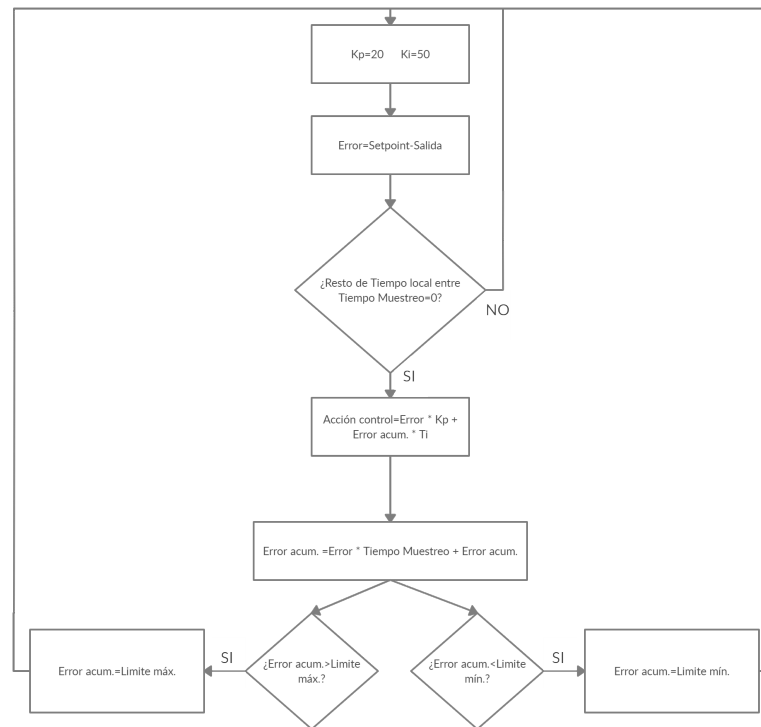 Kp=20 Ki=50
Error=Setpoint-Salida
¿Resto de Tiempo local entre
Tiempo Muestreo=0?
NO
SI
Acción control=Error * Kp +
Error acum. * Ti
Error acum. =Error * Tiempo Muestreo + Error acum.
Error acum.=Limite máx.
SI
¿Error acum.>Limite
máx.?
¿Error acum.<Limite
mín.?
SI
Error acum.=Limite mín.